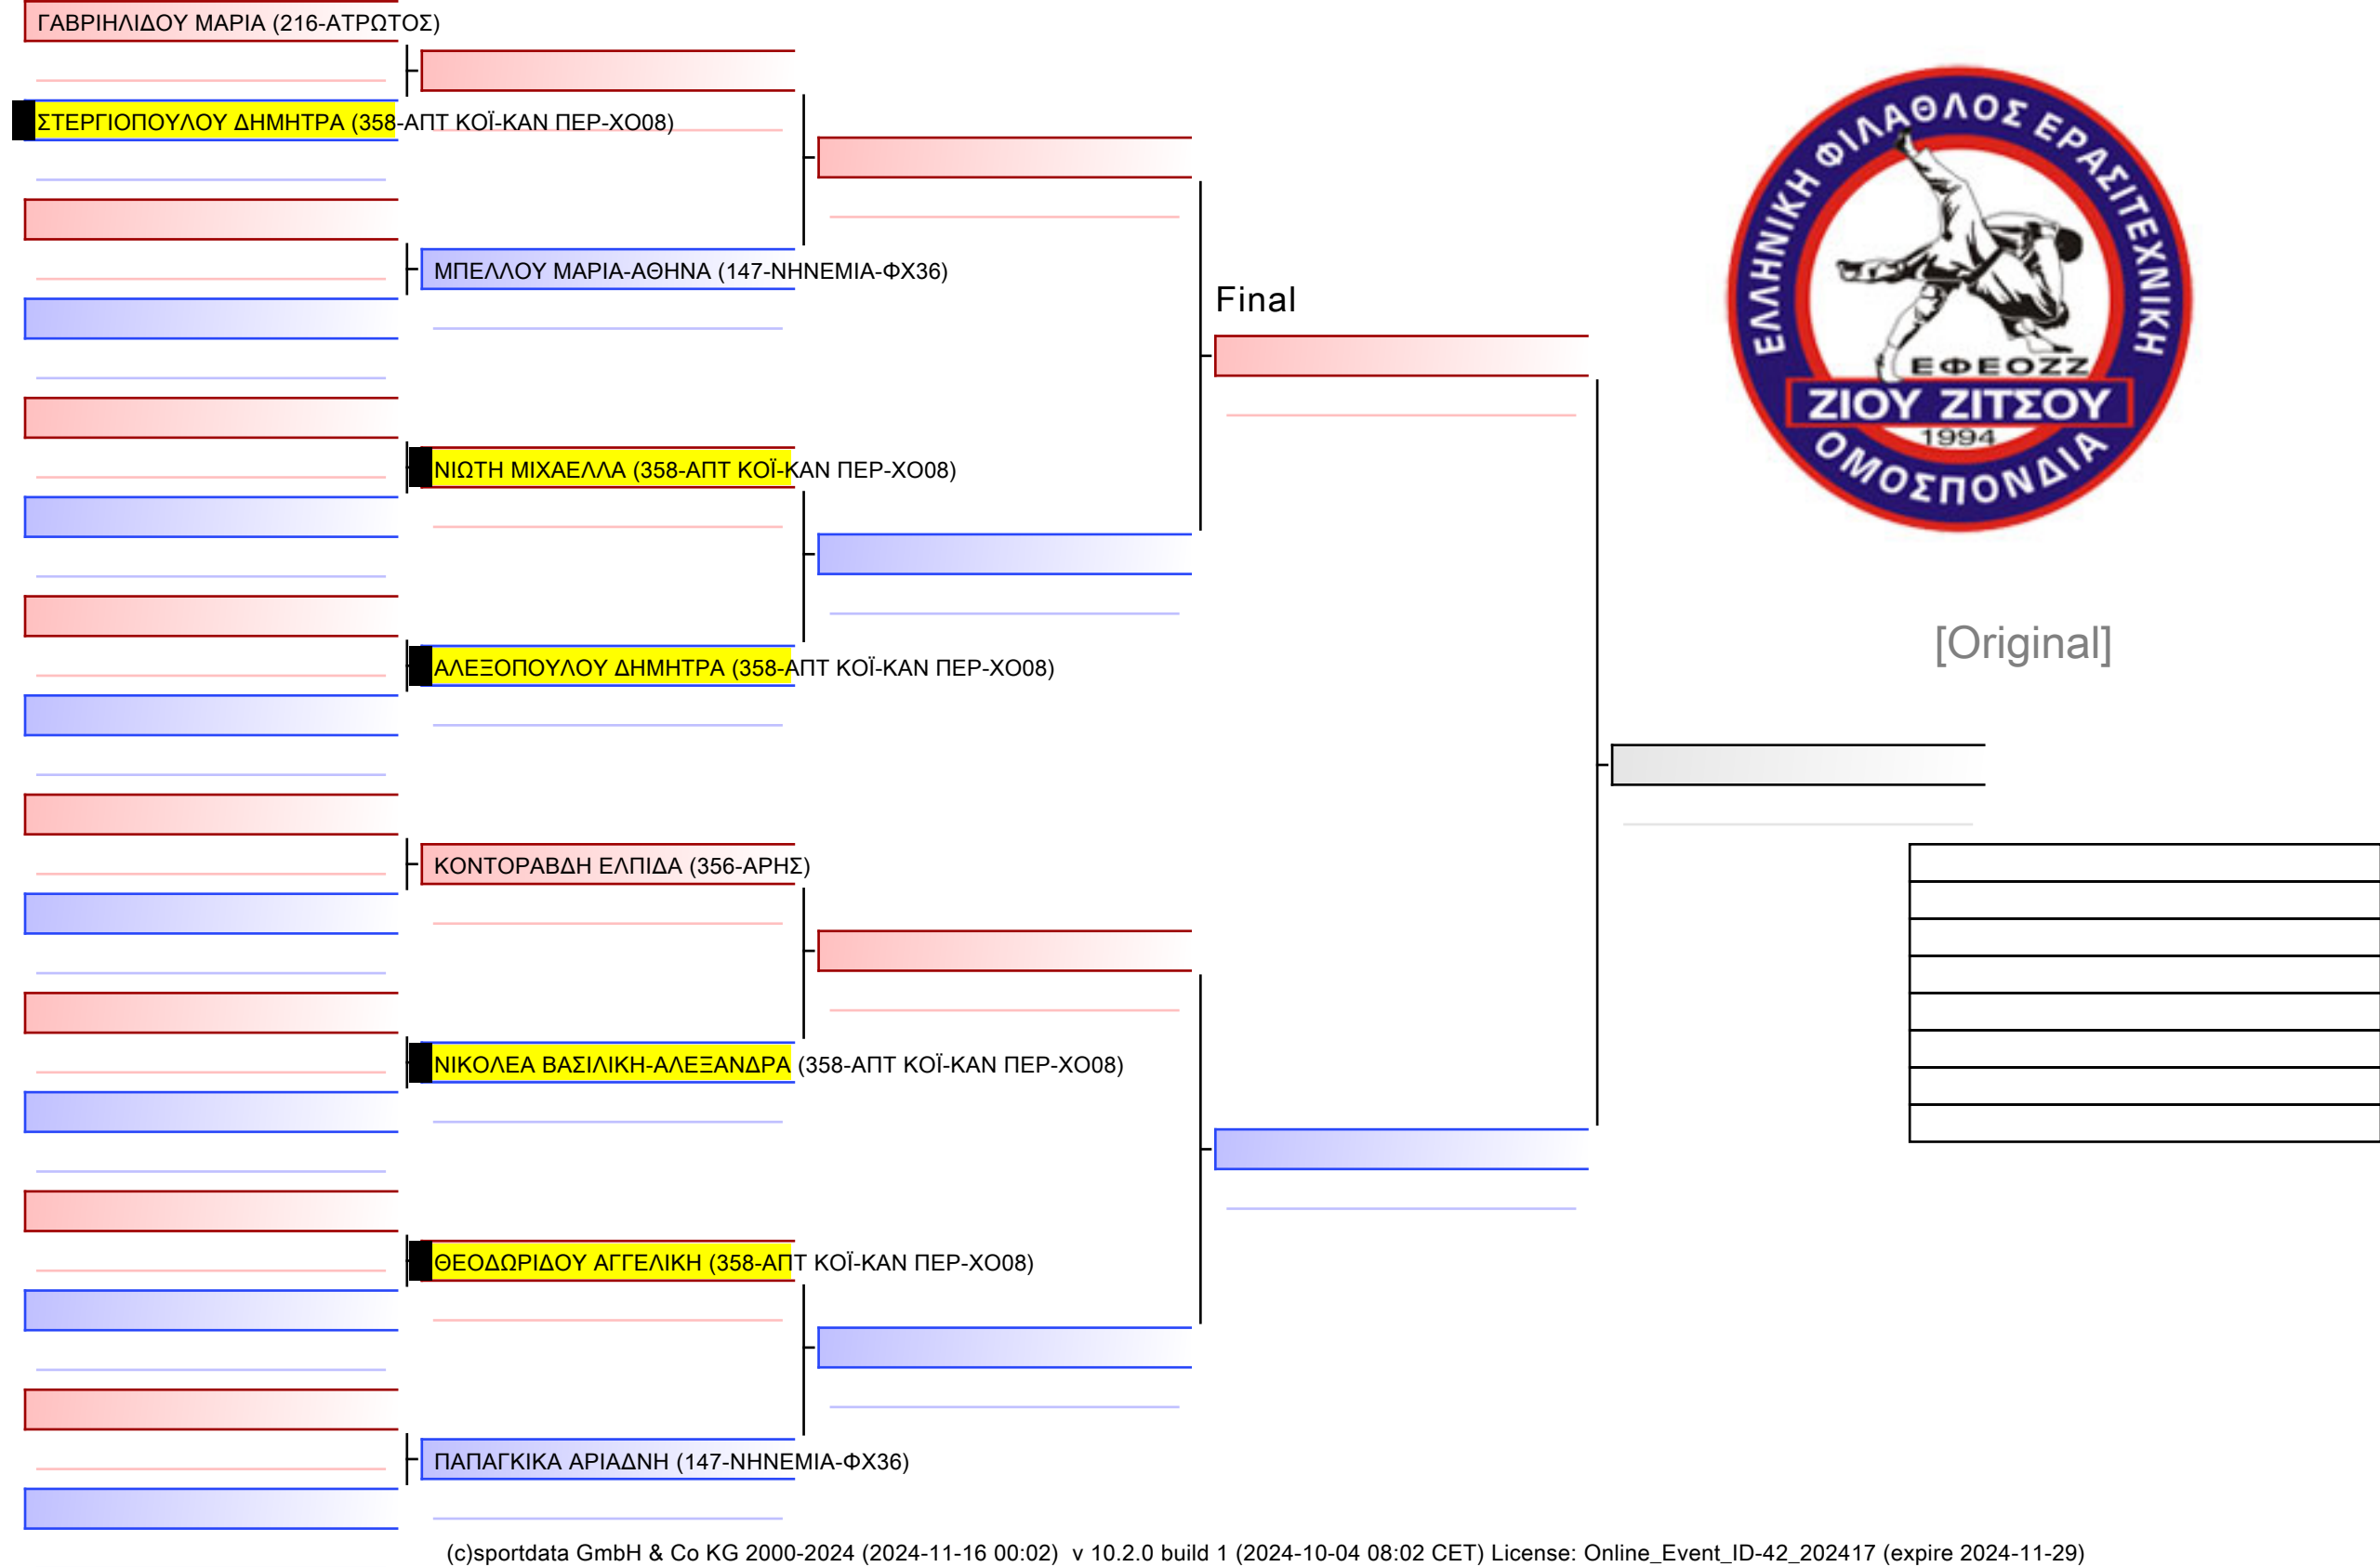 ΓΑΒΡΙΗΛΙΔΟΥ ΜΑΡΙΑ (216-ΑΤΡΩΤΟΣ)
ΣΤΕΡΓΙΟΠΟΥΛΟΥ ΔΗΜΗΤΡΑ (358-ΑΠΤ ΚΟΪ-ΚΑΝ ΠΕΡ-ΧΟ08)
ΜΠΕΛΛΟΥ ΜΑΡΙΑ-ΑΘΗΝΑ (147-ΝΗΝΕΜΙΑ-ΦΧ36)
ΝΙΩΤΗ ΜΙΧΑΕΛΛΑ (358-ΑΠΤ ΚΟΪ-ΚΑΝ ΠΕΡ-ΧΟ08)
ΑΛΕΞΟΠΟΥΛΟΥ ΔΗΜΗΤΡΑ (358-ΑΠΤ ΚΟΪ-ΚΑΝ ΠΕΡ-ΧΟ08)
ΚΟΝΤΟΡΑΒΔΗ ΕΛΠΙΔΑ (356-ΑΡΗΣ)
ΝΙΚΟΛΕΑ ΒΑΣΙΛΙΚΗ-ΑΛΕΞΑΝΔΡΑ (358-ΑΠΤ ΚΟΪ-ΚΑΝ ΠΕΡ-ΧΟ08)
ΘΕΟΔΩΡΙΔΟΥ ΑΓΓΕΛΙΚΗ (358-ΑΠΤ ΚΟΪ-ΚΑΝ ΠΕΡ-ΧΟ08)
ΠΑΠΑΓΚΙΚΑ ΑΡΙΑΔΝΗ (147-ΝΗΝΕΜΙΑ-ΦΧ36)
Final
ΕΛΛΗΝΙΚΗ ΦΙΛΑΘΛΟΣ ΕΡΑΣΙΤΕΧΝΙΚΗ
ΕΦΕΟΖΖ
ΖΙΟΥ ΖΙΤΣΟΥ
1994
ΟΜΟΣΠΟΝΔΙΑ
[Original]
(c)sportdata GmbH & Co KG 2000-2024 (2024-11-16 00:02) v 10.2.0 build 1 (2024-10-04 08:02 CET) License: Online_Event_ID-42_202417 (expire 2024-11-29)